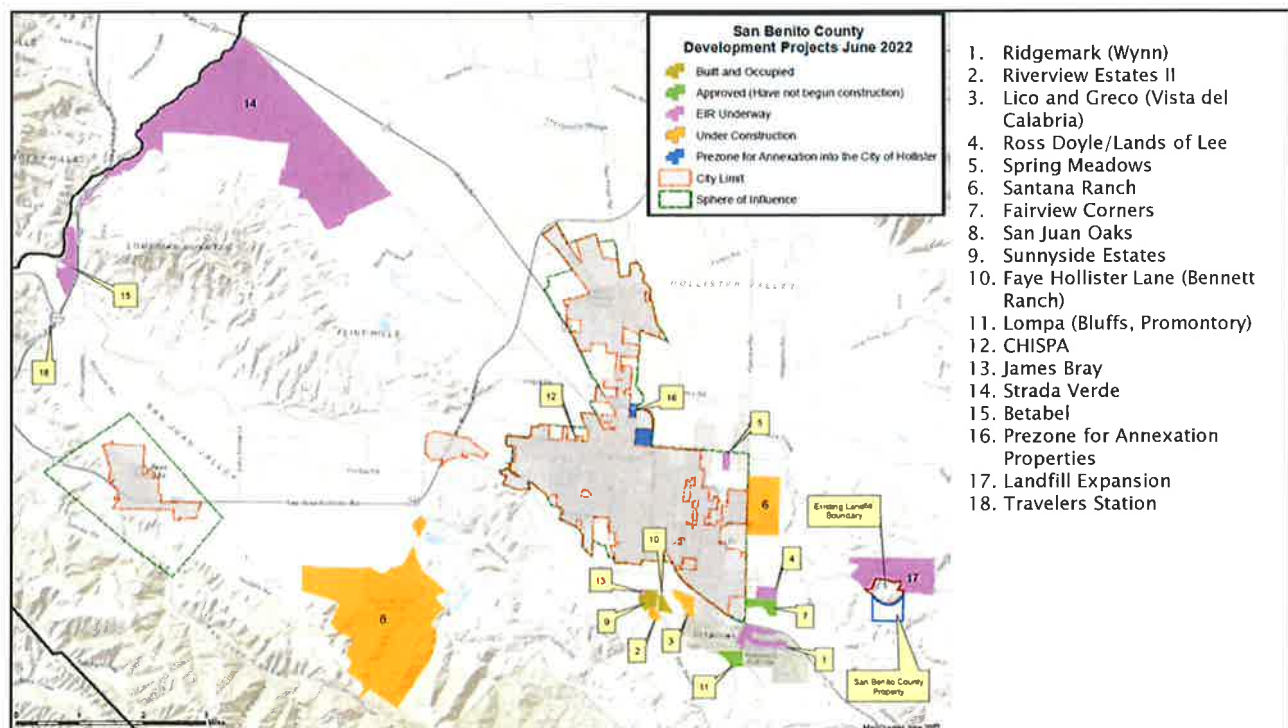 San Benito County
Development Projects June 2022
Built and Occupied
Approved (Have not begun construction)
EIR Underway
Under Construction
Prezone for Annexation into the City of Hollister
City Limit
Sphere of Influence
1. Ridgemark (Wynn)
2. Riverview Estates II
3. Lico and Greco (Vista del
Calabria)
4. Ross Doyle/Lands of Lee
5. Spring Meadows
6. Santana Ranch
7. Fairview Corners
8. San Juan Oaks
9. Sunnyside Estates
10. Faye Hollister Lane (Bennett
Ranch)
11. Lompa (Bluffs, Promontory)
12. CHISPA
13. James Bray
14. Strada Verde
15. Betabel
16. Prezone for Annexation
Properties
17. Landfill Expansion
18. Travelers Station
14
15
18
HOLLISTER VALLEY
FLINT HILLS
SAN JUAN VALLEY
12
16
5
6
Existing Landfill
Boundary
10
13
4
17
8
9
7
2
3
1
11
San Benito County
Property